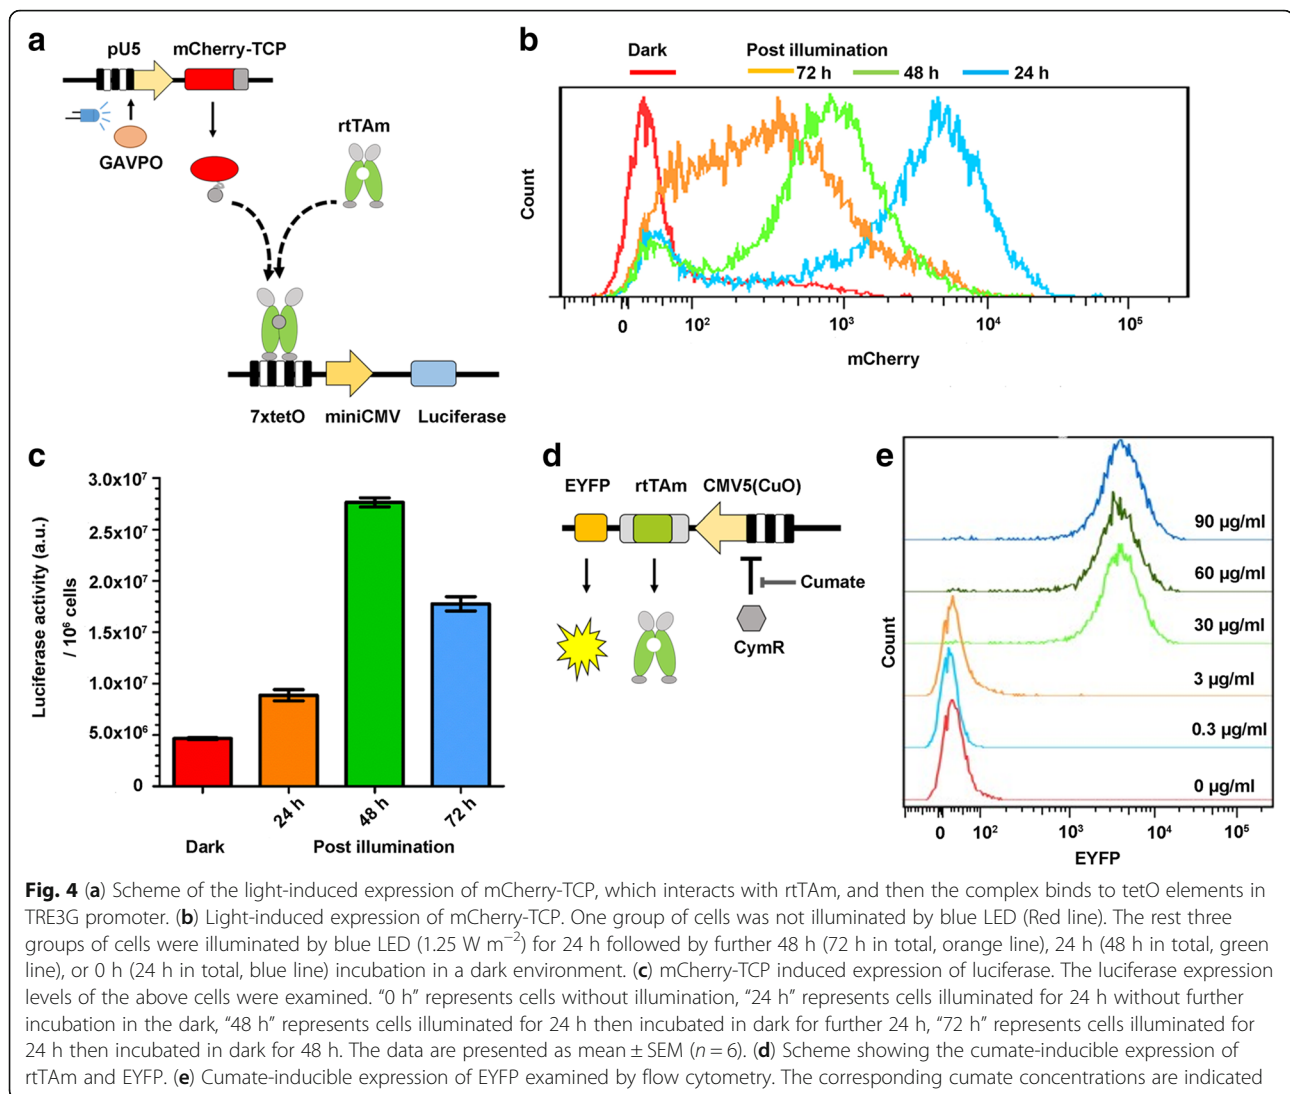 a
pU5 mCherry-TCP
GAVPO
rtTAm
7xtetO miniCMV Luciferase
b
Dark Post illumination
72 h 48 h 24 h
Count
0 10² 10³ 10⁴ 10⁵
mCherry
c
Luciferase activity (a.u.)
/ 10⁶ cells
3.0x10⁷
2.5x10⁷
2.0x10⁷
1.5x10⁷
1.0x10⁷
5.0x10⁶
0
24 h 48 h 72 h
Dark Post illumination
d
EYFP rtTAm CMV5(CuO)
Cumate
CymR
e
Count
90 µg/ml
60 µg/ml
30 µg/ml
3 µg/ml
0.3 µg/ml
0 µg/ml
0 10² 10³ 10⁴ 10⁵
EYFP
Fig. 4 (a) Scheme of the light-induced expression of mCherry-TCP, which interacts with rtTAm, and then the complex binds to tetO elements in
TRE3G promoter. (b) Light-induced expression of mCherry-TCP. One group of cells was not illuminated by blue LED (Red line). The rest three
groups of cells were illuminated by blue LED (1.25 W m⁻²) for 24 h followed by further 48 h (72 h in total, orange line), 24 h (48 h in total, green
line), or 0 h (24 h in total, blue line) incubation in a dark environment. (c) mCherry-TCP induced expression of luciferase. The luciferase expression
levels of the above cells were examined. “0 h” represents cells without illumination, “24 h” represents cells illuminated for 24 h without further
incubation in the dark, “48 h” represents cells illuminated for 24 h then incubated in dark for further 24 h, “72 h” represents cells illuminated for
24 h then incubated in dark for 48 h. The data are presented as mean ± SEM (n = 6). (d) Scheme showing the cumate-inducible expression of
rtTAm and EYFP. (e) Cumate-inducible expression of EYFP examined by flow cytometry. The corresponding cumate concentrations are indicated